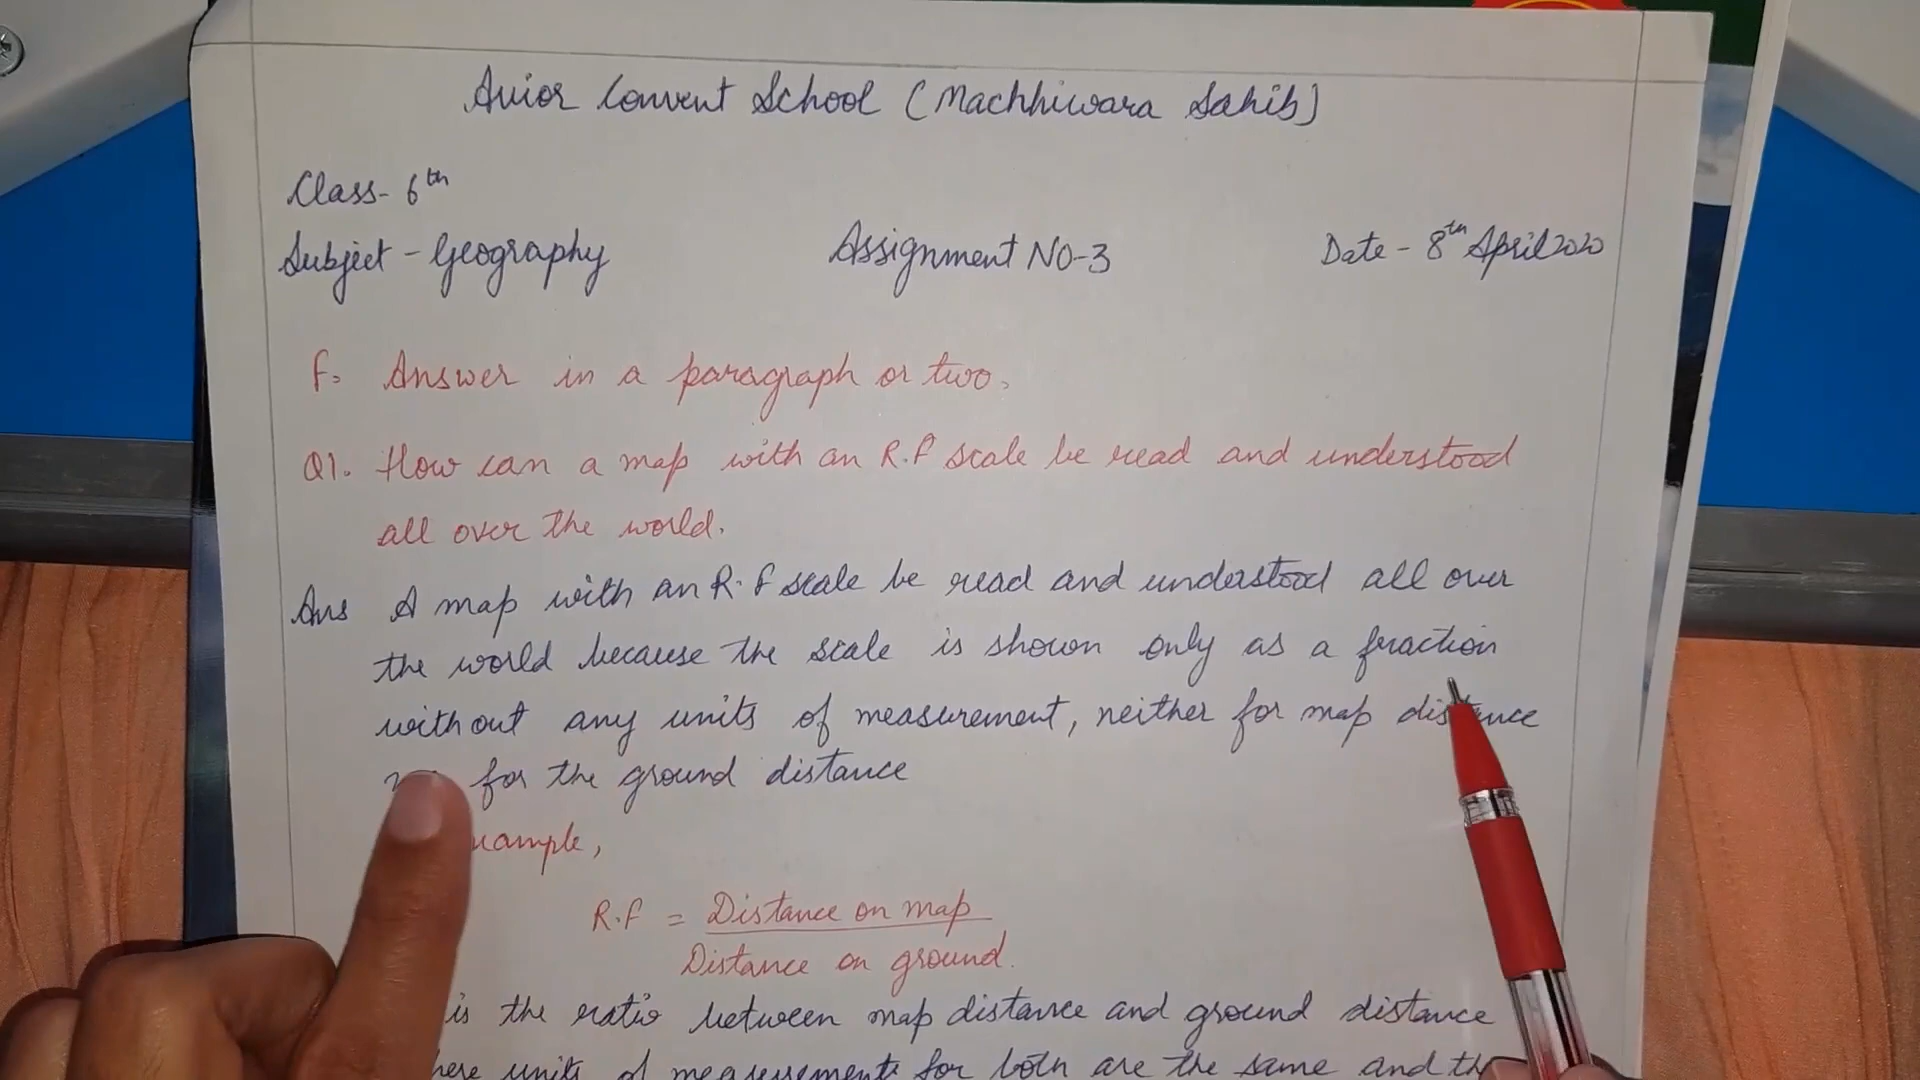 Avior Convent School (Machhiwara Sahib)
Class- 6th
Subject - Geography Assignment NO-3 Date - 8th April 2020
F. Answer in a paragraph or two.
Q1. How can a map with an R.F scale be read and understood
all over the world.
Ans A map with an R.F scale be read and understood all over
the world because the scale is shown only as a fraction
without any units of measurement, neither for map distance
for the ground distance
R.F = Distance on map
Distance on ground.
is the ratio between map distance and ground distance
units of measurements for both are the same and